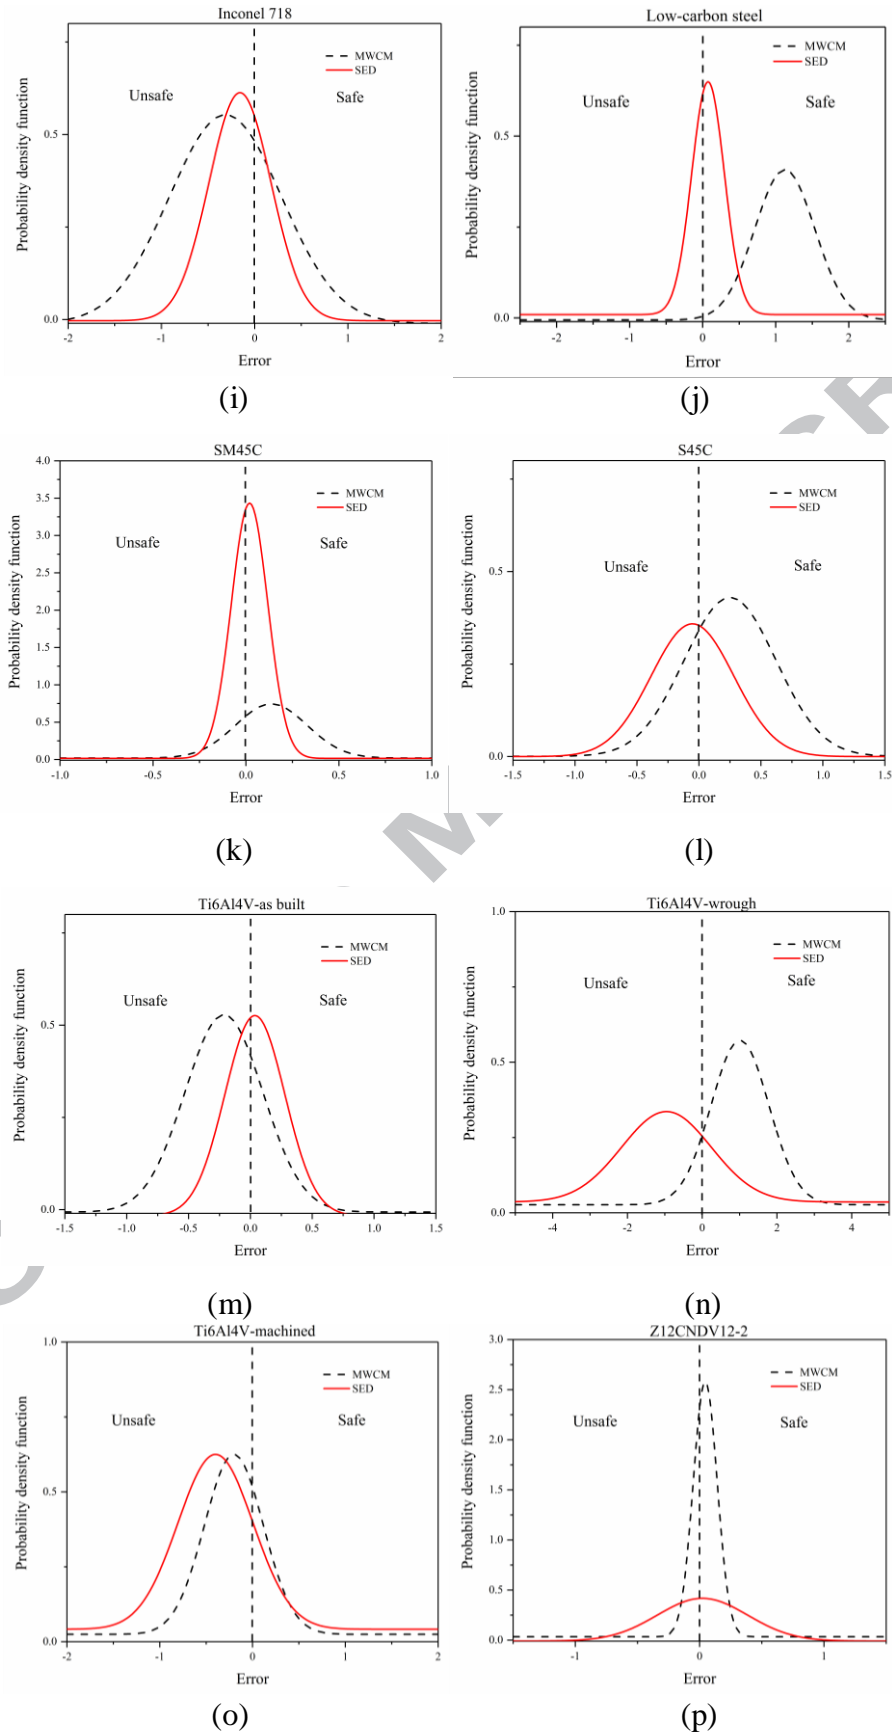 Inconel 718
MWCM
SED
Unsafe
Safe
Probability density function
0.5
0.0
-2
-1
0
1
2
Error
(i)
Low-carbon steel
MWCM
SED
Unsafe
Safe
Probability density function
0.5
0.0
-2
-1
0
1
2
Error
(j)
SM45C
MWCM
SED
Unsafe
Safe
Probability density function
4.0
3.5
3.0
2.5
2.0
1.5
1.0
0.5
0.0
-1.0
-0.5
0.0
0.5
1.0
Error
(k)
S45C
MWCM
SED
Unsafe
Safe
Probability density function
0.5
0.0
-1.5
-1.0
-0.5
0.0
0.5
1.0
1.5
Error
(l)
Ti6Al4V-as built
MWCM
SED
Unsafe
Safe
Probability density function
0.5
0.0
-1.5
-1.0
-0.5
0.0
0.5
1.0
1.5
Error
(m)
Ti6Al4V-wrough
MWCM
SED
Unsafe
Safe
Probability density function
1.0
0.5
0.0
-4
-2
0
2
4
Error
(n)
Ti6Al4V-machined
MWCM
SED
Unsafe
Safe
Probability density function
1.0
0.5
0.0
-2
-1
0
1
2
Error
(o)
Z12CNDV12-2
MWCM
SED
Unsafe
Safe
Probability density function
3.0
2.5
2.0
1.5
1.0
0.5
0.0
-1
0
1
Error
(p)